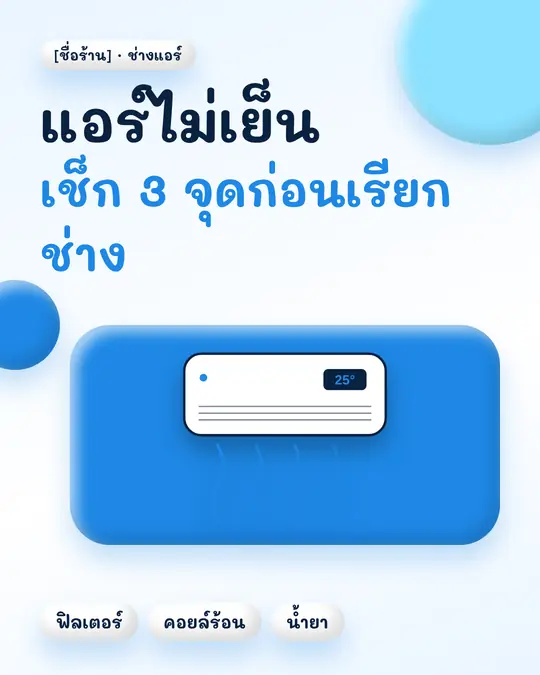 [ชื่อร้าน] · ช่างแอร์
แอร์ไม่เย็น
เช็ก 3 จุดก่อนเรียก
ช่าง
25°
ฟิลเตอร์
คอยล์ร้อน
น้ำยา